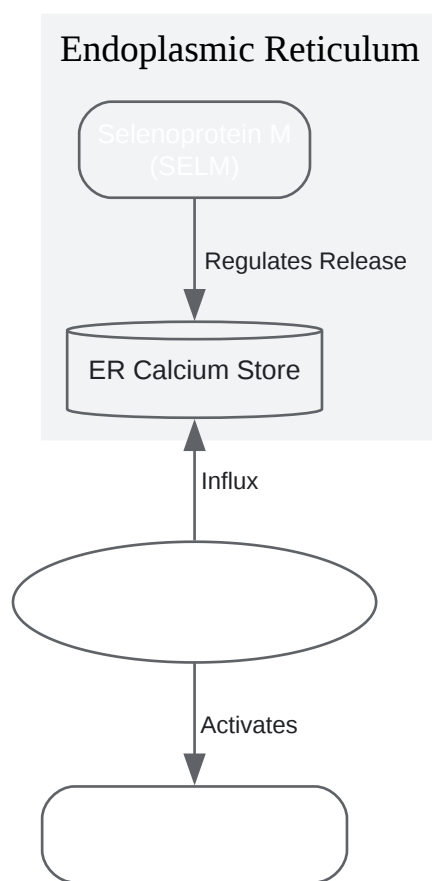 Endoplasmic Reticulum
Selenoprotein M
(SELM)
Regulates Release
ER Calcium Store
Influx
Activates